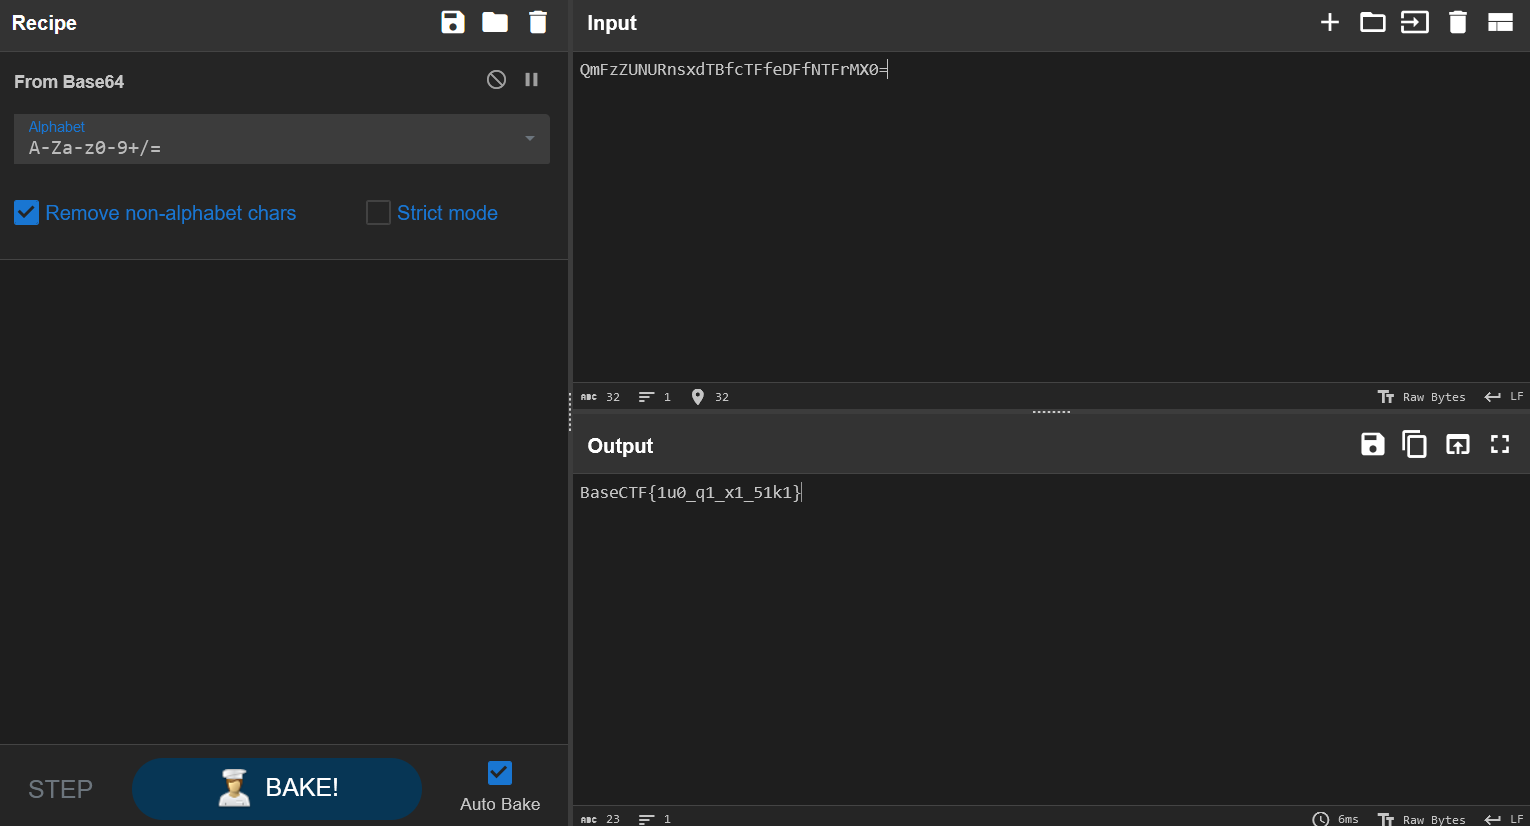 Recipe
From Base64
Alphabet
A-Za-z0-9+/=
Remove non-alphabet chars
Strict mode
STEP
BAKE!
Auto Bake
Input
QmFzZUNURnsxdTBfcTFfeDFfNTFrMX0=
ABC 32 1 32 Raw Bytes LF
Output
BaseCTF{1u0_q1_x1_51k1}
ABC 23 1 6ms Raw Bytes LF